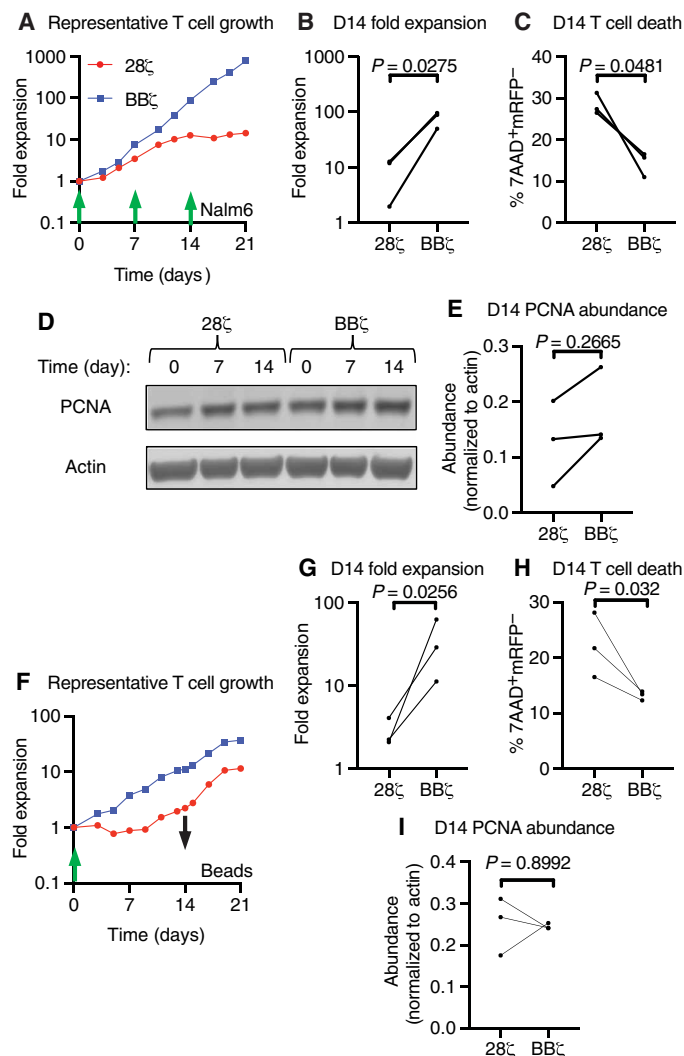 A Representative T cell growth
Fold expansion
1000
100
10
1
0.1
28ζ
BBζ
Nalm6
0 7 14 21
Time (days)
B D14 fold expansion
P = 0.0275
Fold expansion
1000
100
10
1
28ζ BBζ
C D14 T cell death
P = 0.0481
% 7AAD+mRFP−
40
30
20
10
0
28ζ BBζ
D
28ζ BBζ
Time (day): 0 7 14 0 7 14
PCNA
Actin
E D14 PCNA abundance
P = 0.2665
Abundance
(normalized to actin)
0.3
0.2
0.1
0.0
28ζ BBζ
F Representative T cell growth
Fold expansion
100
10
1
0.1
Beads
0 7 14 21
Time (days)
G D14 fold expansion
P = 0.0256
Fold expansion
100
10
1
28ζ BBζ
H D14 T cell death
P = 0.032
% 7AAD+mRFP−
30
20
10
0
28ζ BBζ
I D14 PCNA abundance
P = 0.8992
Abundance
(normalized to actin)
0.4
0.3
0.2
0.1
0.0
28ζ BBζ